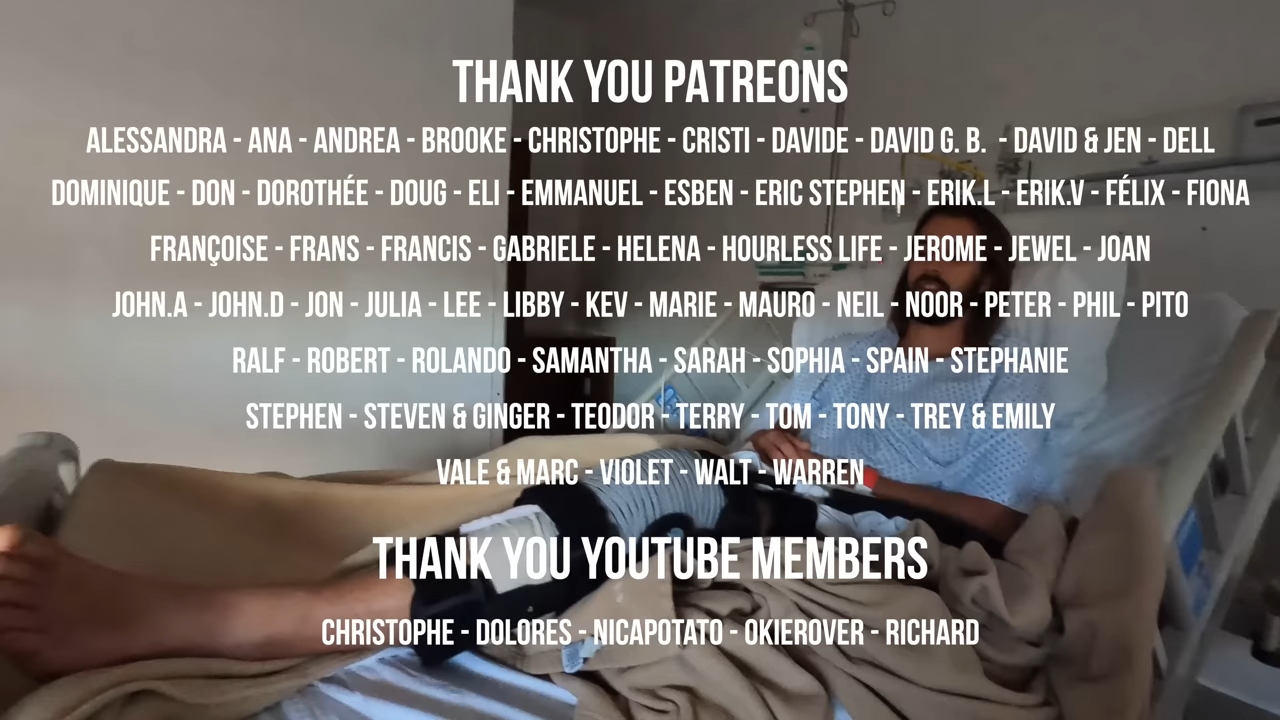 THANK YOU PATREONS
ALESSANDRA - ANA - ANDREA - BROOKE - CHRISTOPHE - CRISTI - DAVIDE - DAVID G. B. - DAVID & JEN - DELL
DOMINIQUE - DON - DOROTHÉE - DOUG - ELI - EMMANUEL - ESBEN - ERIC STEPHEN - ERIK.L - ERIK.V - FÉLIX - FIONA
FRANÇOISE - FRANS - FRANCIS - GABRIELE - HELENA - HOURLESS LIFE - JEROME - JEWEL - JOAN
JOHN.A - JOHN.D - JON - JULIA - LEE - LIBBY - KEV - MARIE - MAURO - NEIL - NOOR - PETER - PHIL - PITO
RALF - ROBERT - ROLANDO - SAMANTHA - SARAH - SOPHIA - SPAIN - STEPHANIE
STEPHEN - STEVEN & GINGER - TEODOR - TERRY - TOM - TONY - TREY & EMILY
VALE & MARC - VIOLET - WALT - WARREN
THANK YOU YOUTUBE MEMBERS
CHRISTOPHE - DOLORES - NICAPOTATO - OKIEROVER - RICHARD